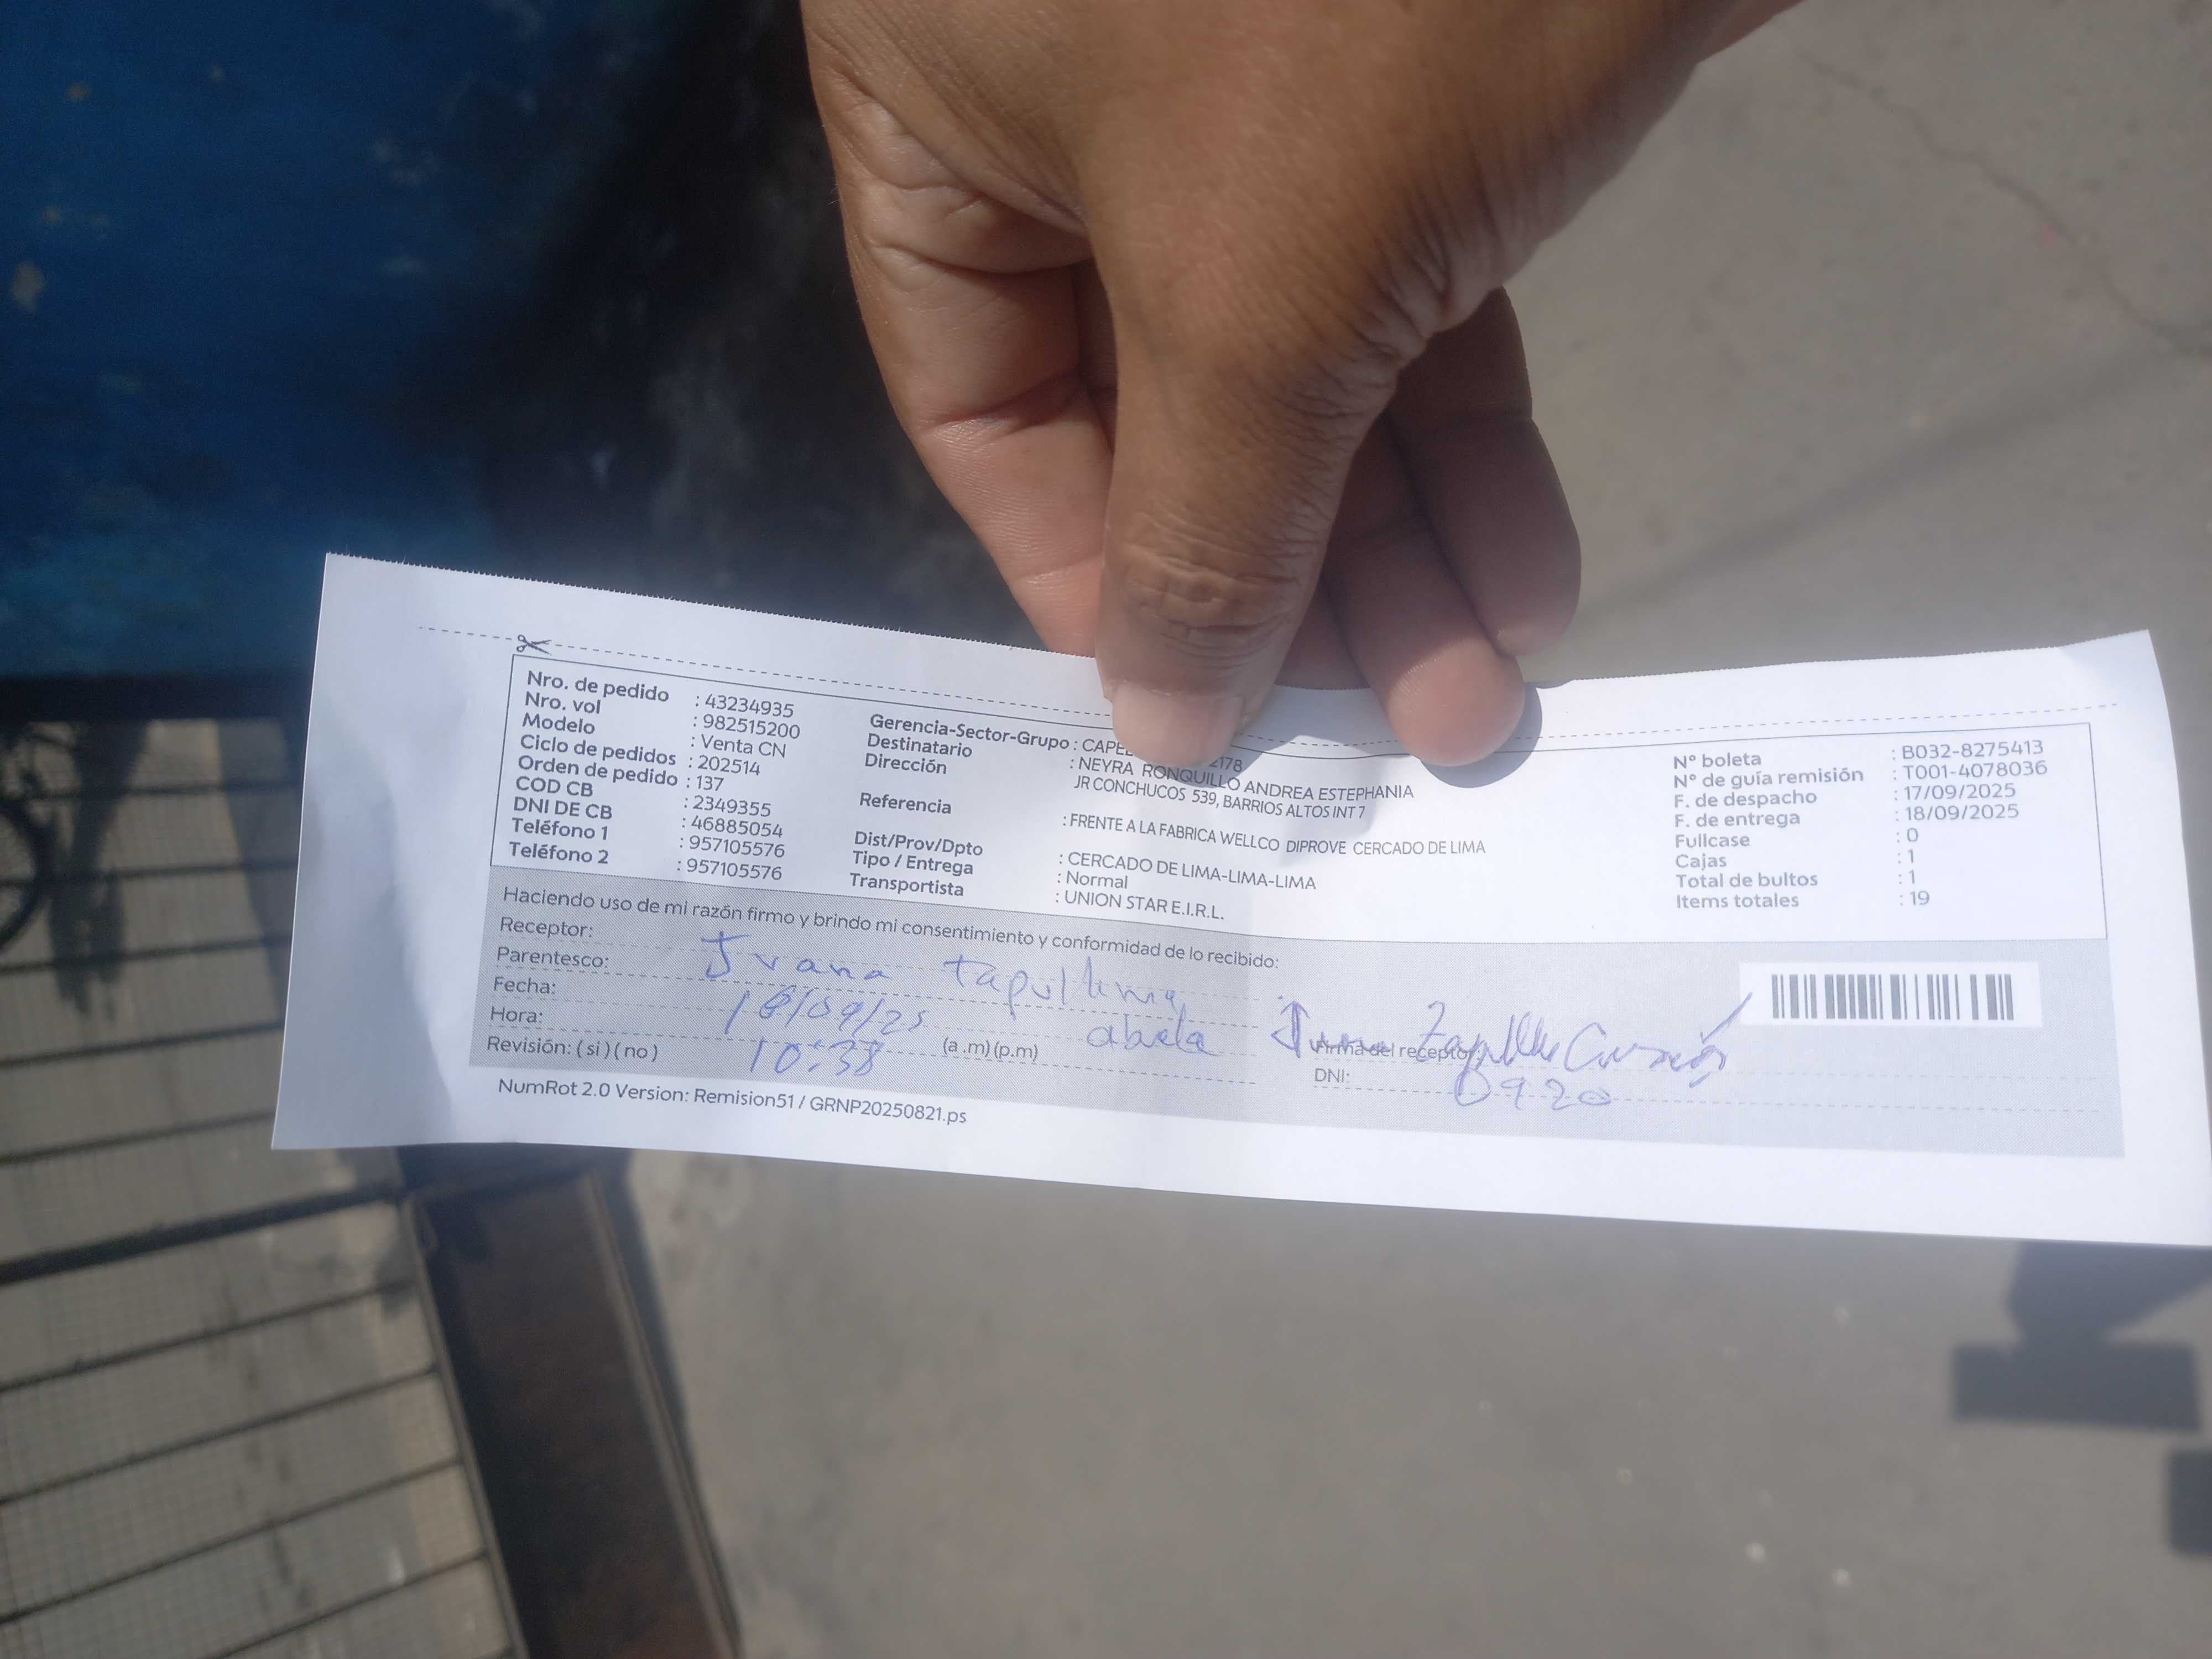 Nro. de pedido : 43234935
Nro. vol : 982515200
Modelo : Venta CN
Ciclo de pedidos : 202514
Orden de pedido : 137
COD CB : 2349355
DNI DE CB : 46885054
Teléfono 1 : 957105576
Teléfono 2 : 957105576
Gerencia-Sector-Grupo : 2178
Destinatario : NEYRA RONQUILLO ANDREA ESTEPHANIA
Dirección JR CONCHUCOS 539, BARRIOS ALTOS INT 7
Referencia : FRENTE A LA FABRICA WELLCO DIPROVE CERCADO DE LIMA
Dist/Prov/Dpto : CERCADO DE LIMA-LIMA-LIMA
Tipo / Entrega : Normal
Transportista : UNION STAR E.I.R.L.
N° boleta : B032-8275413
N° de guía remisión : T001-4078036
F. de despacho : 17/09/2025
F. de entrega : 18/09/2025
Fullcase : 0
Cajas : 1
Total de bultos : 1
Items totales : 19
Haciendo uso de mi razón firmo y brindo mi consentimiento y conformidad de lo recibido:
Receptor: Juana tapullima
Parentesco: abuela
Fecha: 18/09/25
Hora: 10:38 (a .m) (p.m)
Revisión: ( si ) ( no )
Firma del receptor:
DNI: 0920
NumRot 2.0 Version: Remision51 / GRNP20250821.ps